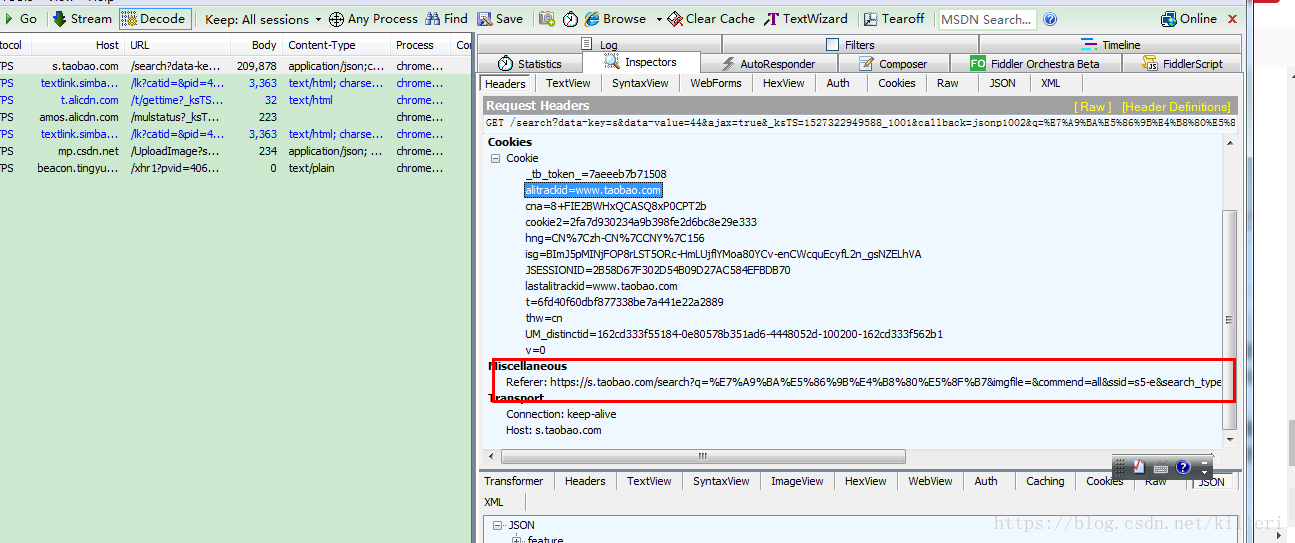 Go Stream Decode Keep: All sessions Any Process Find Save Browse Clear Cache TextWizard Tearoff MSDN Search... Online
Log Filters Timeline
Statistics Inspectors AutoResponder Composer FO Fiddler Orchestra Beta FiddlerScript
Headers TextView SyntaxView WebForms HexView Auth Cookies Raw JSON XML
tocol Host URL Body Content-Type Process
TPS s.taobao.com /search?data-ke... 209,878 application/json;c... chrome...
TPS textlink.simba... /lk?catid=&pid=4... 3,363 text/html; charse... chrome...
TPS t.alicdn.com /t/gettime?_ksTS... 32 text/html chrome...
TPS amos.alicdn.com /mulstatus?_ksT... 223 chrome...
TPS textlink.simba... /lk?catid=&pid=4... 3,363 text/html; charse... chrome...
TPS mp.csdn.net /UploadImage?s... 234 application/json; ... chrome...
TPS beacon.tingyu... /xhr1?pvid=406... 0 text/plain chrome...
Request Headers [ Raw ] [Header Definitions]
GET /search?data-key=s&data-value=44&ajax=true&_ksTS=1527322949588_1001&callback=jsonp1002&q=%E7%A9%BA%E5%86%9B%E4%B8%80%E5%8
Cookies
Cookie
_tb_token_=7aeeeb7b71508
alitrackid=www.taobao.com
cna=8+FIE2BWHxQCASQ8xP0CPT2b
cookie2=2fa7d930234a9b398fe2d6bc8e29e333
hng=CN%7Czh-CN%7CCNY%7C156
isg=BImJ5pMINjFOP8rLST5ORc-HmLUjflYMoa80YCv-enCWcquEcyfL2n_gsNZELhVA
JSESSIONID=2B58D67F302D54B09D27AC584EFBDB70
lastalitrackid=www.taobao.com
t=6fd40f60dbf877338be7a441e22a2889
thw=cn
UM_distinctid=162cd333f55184-0e80578b351ad6-4448052d-100200-162cd333f562b1
v=0
Miscellaneous
Referer: https://s.taobao.com/search?q=%E7%A9%BA%E5%86%9B%E4%B8%80%E5%8F%B7&imgfile=&commend=all&ssid=s5-e&search_type
Transport
Connection: keep-alive
Host: s.taobao.com
Transformer Headers TextView SyntaxView ImageView HexView WebView Auth Caching Cookies Raw JSON
XML
JSON
feature
https://blog.csdn.net/killeri